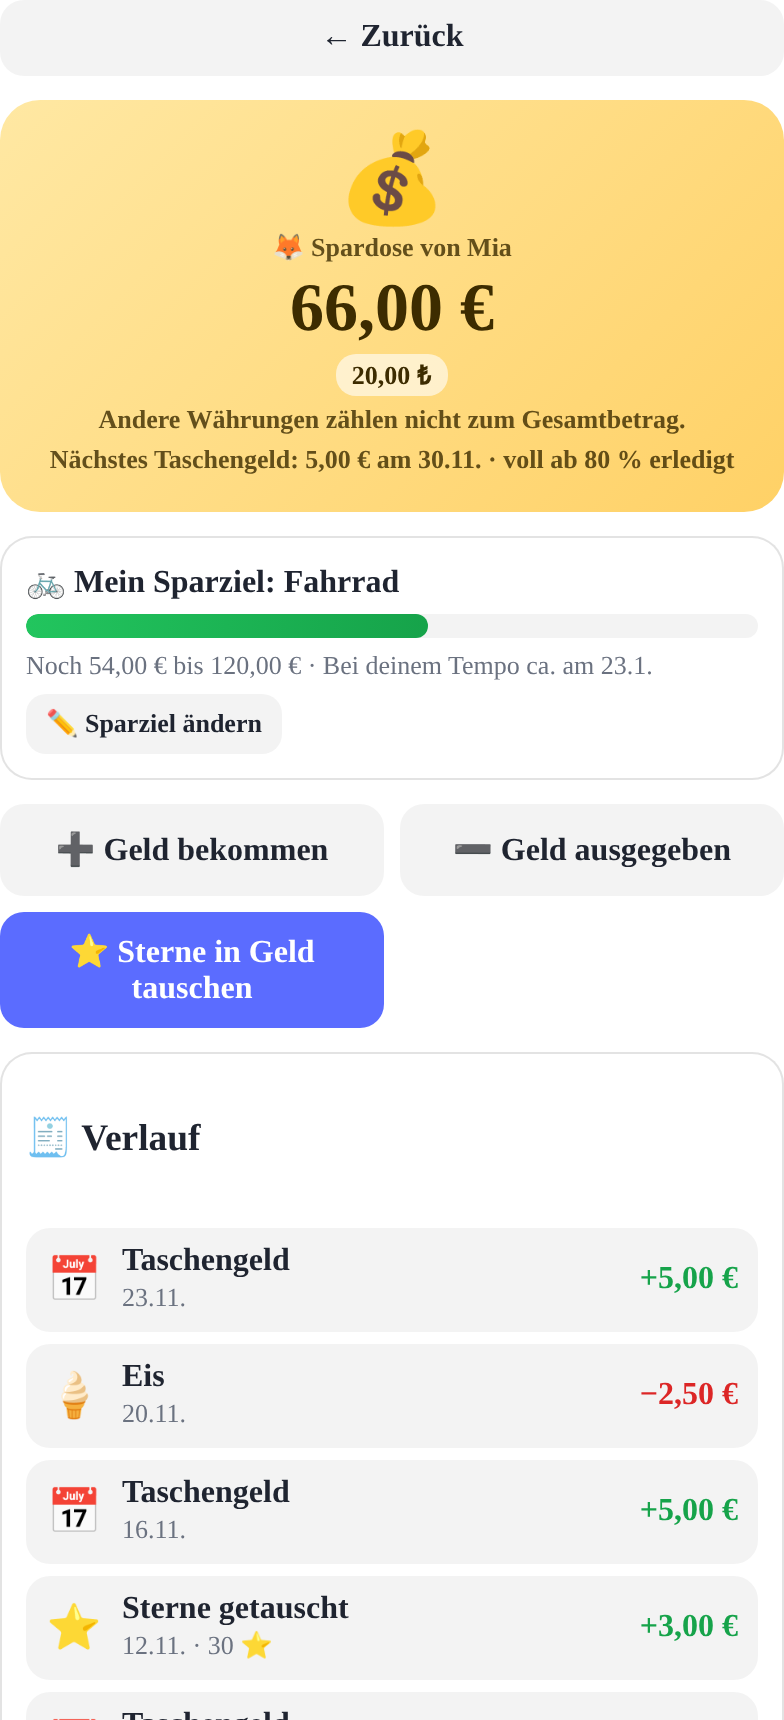 ← Zurück
🦊 Spardose von Mia
66,00 €
20,00 ₺
Andere Währungen zählen nicht zum Gesamtbetrag.
Nächstes Taschengeld: 5,00 € am 30.11. · voll ab 80 % erledigt
🚲 Mein Sparziel: Fahrrad
Noch 54,00 € bis 120,00 € · Bei deinem Tempo ca. am 23.1.
✏️ Sparziel ändern
➕ Geld bekommen
➖ Geld ausgegeben
⭐ Sterne in Geld
tauschen
🧾 Verlauf
Taschengeld
23.11.
+5,00 €
Eis
20.11.
−2,50 €
Taschengeld
16.11.
+5,00 €
Sterne getauscht
12.11. · 30 ⭐
+3,00 €
Taschengeld